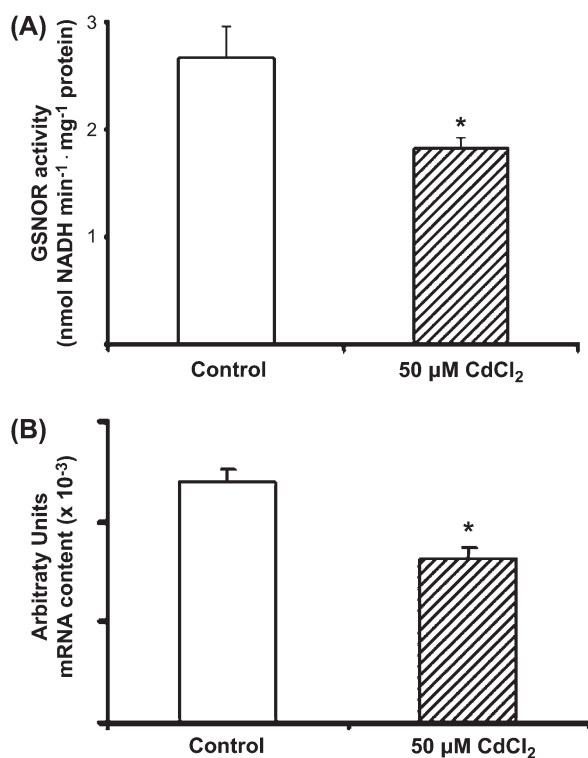 (A)
GSNOR activity
(nmol NADH min⁻¹ · mg⁻¹ protein)
3
2
1
*
Control
50 µM CdCl₂
(B)
Arbitraty Units
mRNA content (x 10⁻³)
*
Control
50 µM CdCl₂